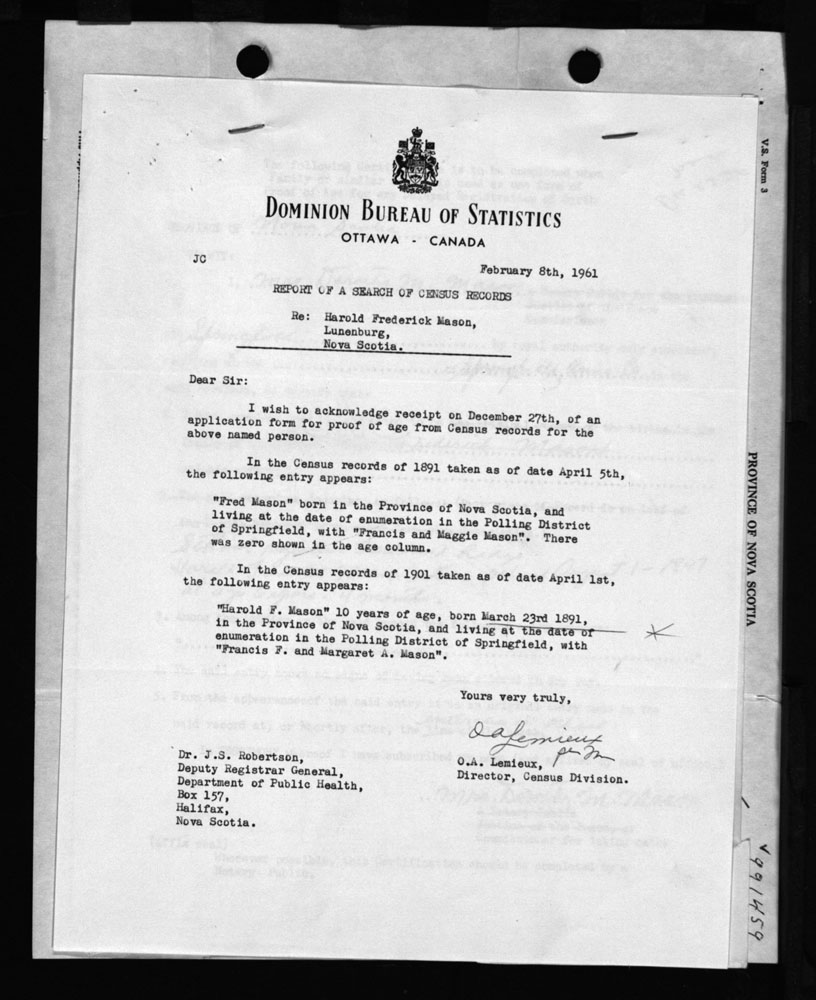 DOMINION BUREAU OF STATISTICS
OTTAWA - CANADA
JC
February 8th, 1961
REPORT OF A SEARCH OF CENSUS RECORDS
Re: Harold Frederick Mason,
Lunenburg,
Nova Scotia.
Dear Sir:
I wish to acknowledge receipt on December 27th, of an
application form for proof of age from Census records for the
above named person.
In the Census records of 1891 taken as of date April 5th,
the following entry appears:
"Fred Mason" born in the Province of Nova Scotia, and
living at the date of enumeration in the Polling District
of Springfield, with "Francis and Maggie Mason". There
was zero shown in the age column.
In the Census records of 1901 taken as of date April 1st,
the following entry appears:
"Harold F. Mason" 10 years of age, born March 23rd 1891,
in the Province of Nova Scotia, and living at the date of
enumeration in the Polling District of Springfield, with
"Francis F. and Margaret A. Mason".
Yours very truly,
O A Lemieux
per M
O.A. Lemieux,
Director, Census Division.
Dr. J.S. Robertson,
Deputy Registrar General,
Department of Public Health,
Box 157,
Halifax,
Nova Scotia.
V.S. Form 3
PROVINCE OF NOVA SCOTIA